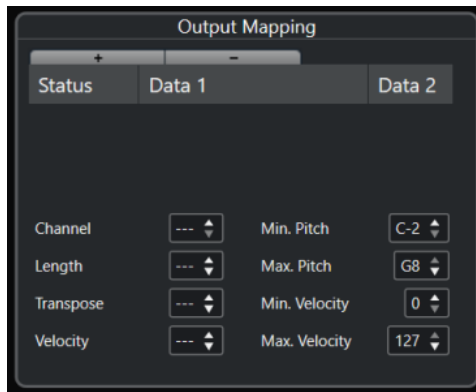 Output Mapping
+ −
Status Data 1 Data 2
Channel --- Min. Pitch C-2
Length --- Max. Pitch G8
Transpose --- Min. Velocity 0
Velocity --- Max. Velocity 127